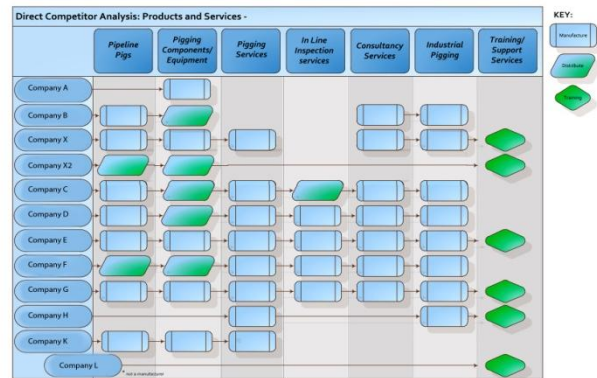 Direct Competitor Analysis: Products and Services -
KEY:
Pipeline
Pigs
Pigging
Components/
Equipment
Pigging
Services
In Line
Inspection
services
Consultancy
Services
Industrial
Pigging
Training/
Support
Services
Manufacture
Distribute
Training
Company A
Company B
Company X
Company X2
Company C
Company D
Company E
Company F
Company G
Company H
Company K
Company L
* not a manufacturer